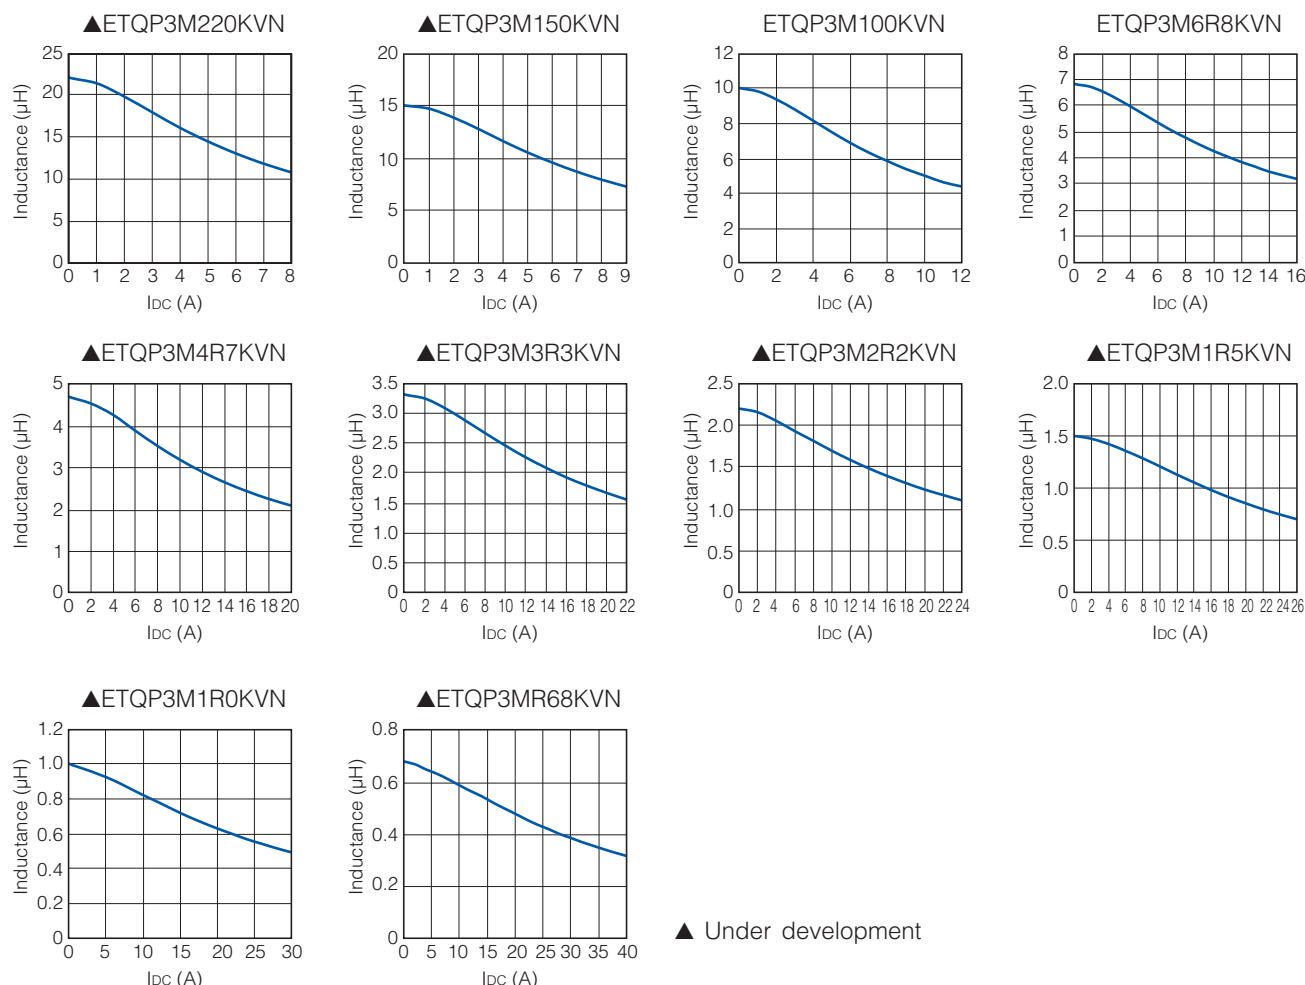 ▲ETQP3M220KVN
▲ETQP3M150KVN
ETQP3M100KVN
ETQP3M6R8KVN
Inductance (µH)
25
20
15
10
5
0
0 1 2 3 4 5 6 7 8
IDC (A)
Inductance (µH)
20
15
10
5
0
0 1 2 3 4 5 6 7 8 9
IDC (A)
Inductance (µH)
12
10
8
6
4
2
0
0 2 4 6 8 10 12
IDC (A)
Inductance (µH)
8
7
6
5
4
3
2
1
0
0 2 4 6 8 10 12 14 16
IDC (A)
▲ETQP3M4R7KVN
▲ETQP3M3R3KVN
▲ETQP3M2R2KVN
▲ETQP3M1R5KVN
Inductance (µH)
5
4
3
2
1
0
0 2 4 6 8 10 12 14 16 18 20
IDC (A)
Inductance (µH)
3.5
3.0
2.5
2.0
1.5
1.0
0.5
0
0 2 4 6 8 10 12 14 16 18 20 22
IDC (A)
Inductance (µH)
2.5
2.0
1.5
1.0
0.5
0
0 2 4 6 8 10 12 14 16 18 20 22 24
IDC (A)
Inductance (µH)
2.0
1.5
1.0
0.5
0
0 2 4 6 8 10 12 14 16 18 20 22 24 26
IDC (A)
▲ETQP3M1R0KVN
▲ETQP3MR68KVN
Inductance (µH)
1.2
1.0
0.8
0.6
0.4
0.2
0
0 5 10 15 20 25 30
IDC (A)
Inductance (µH)
0.8
0.6
0.4
0.2
0
0 5 10 15 20 25 30 35 40
IDC (A)
▲ Under development